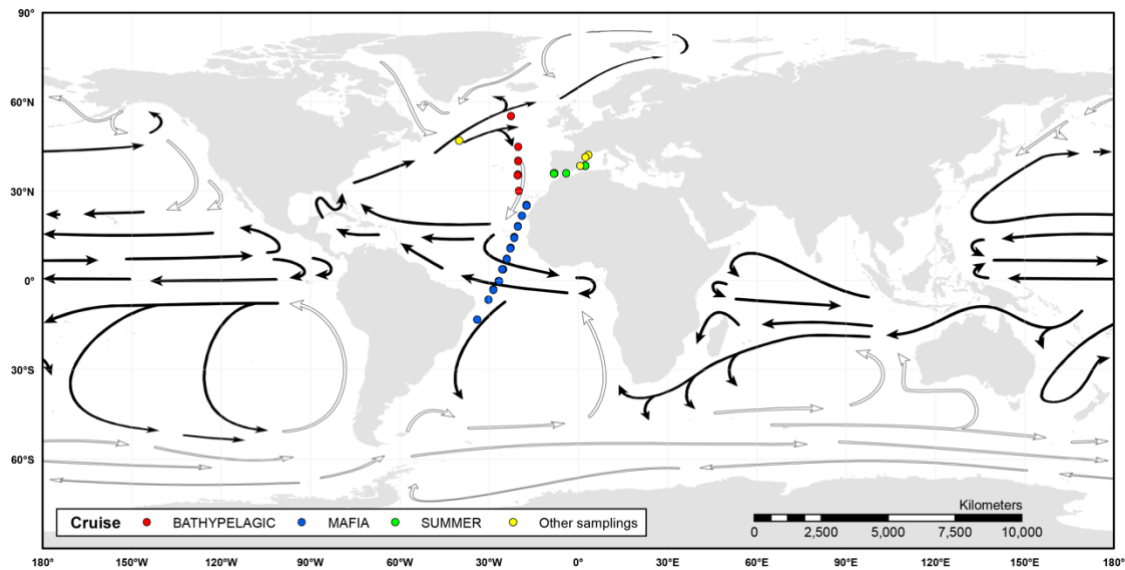 90°
60°N
30°N
0°
30°S
60°S
Kilometers
Cruise BATHYPELAGIC MAFIA SUMMER Other samplings
0 2,500 5,000 7,500 10,000
180° 150°W 120°W 90°W 60°W 30°W 0° 30°E 60°E 90°E 120°E 150°E 180°